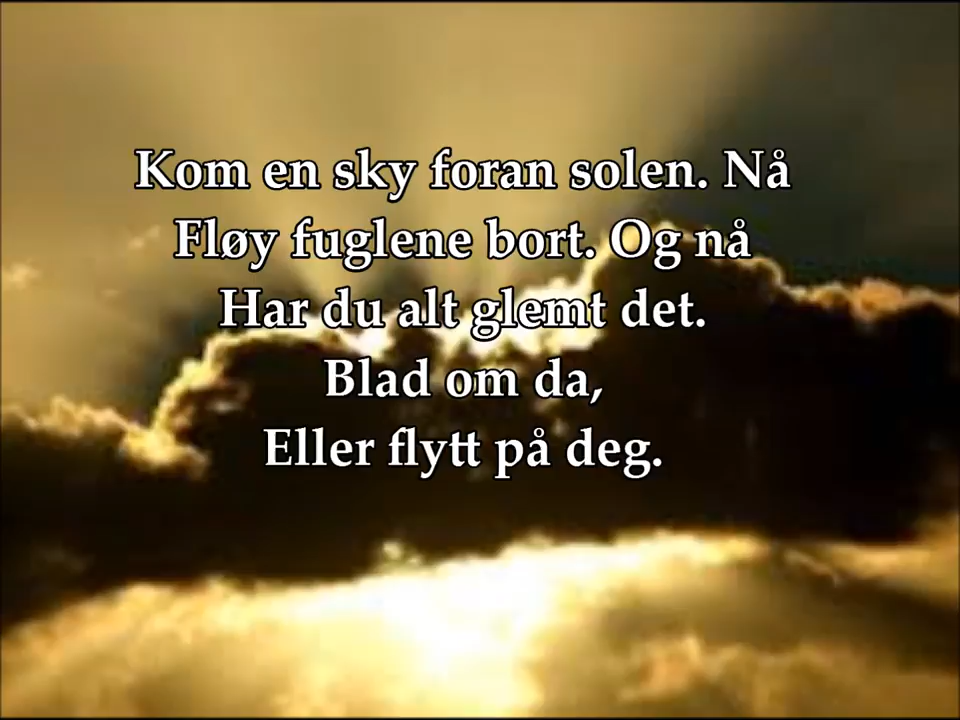 Kom en sky foran solen. Nå
Fløy fuglene bort. Og nå
Har du alt glemt det.
Blad om da,
Eller flytt på deg.